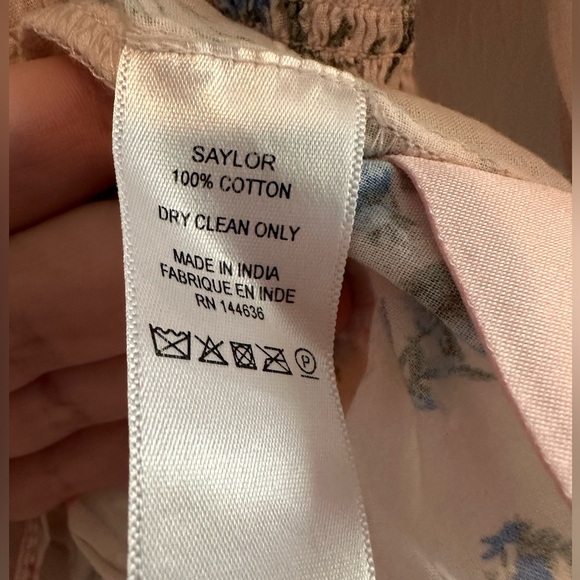 SAYLOR
100% COTTON
DRY CLEAN ONLY
MADE IN INDIA
FABRIQUE EN INDE
RN 144636
P